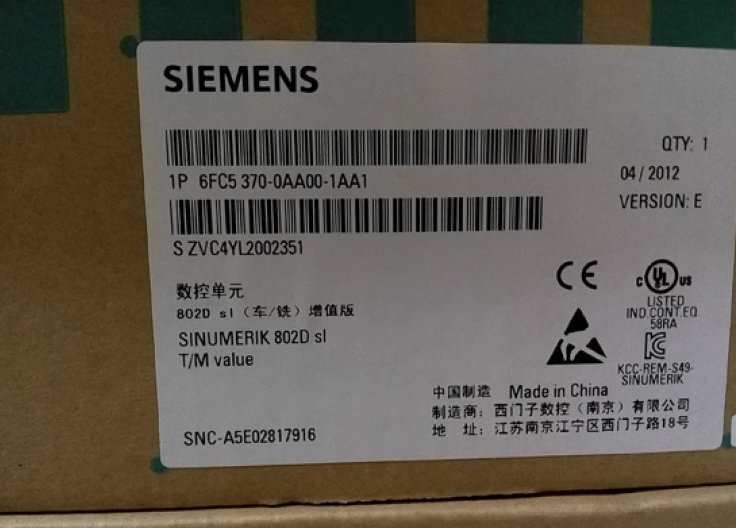 SIEMENS
QTY: 1
1P 6FC5 370-0AA00-1AA1
04 / 2012
VERSION: E
S ZVC4YL2002351
数控单元
802D sl（车/铣）增值版
SINUMERIK 802D sl
T/M value
CE
C UL US
LISTED
IND.CONT.EQ.
58RA
KCC-REM-S49-
SINUMERIK
中国制造 Made in China
制造商: 西门子数控（南京）有限公司
地 址: 江苏南京江宁区西门子路18号
SNC-A5E02817916